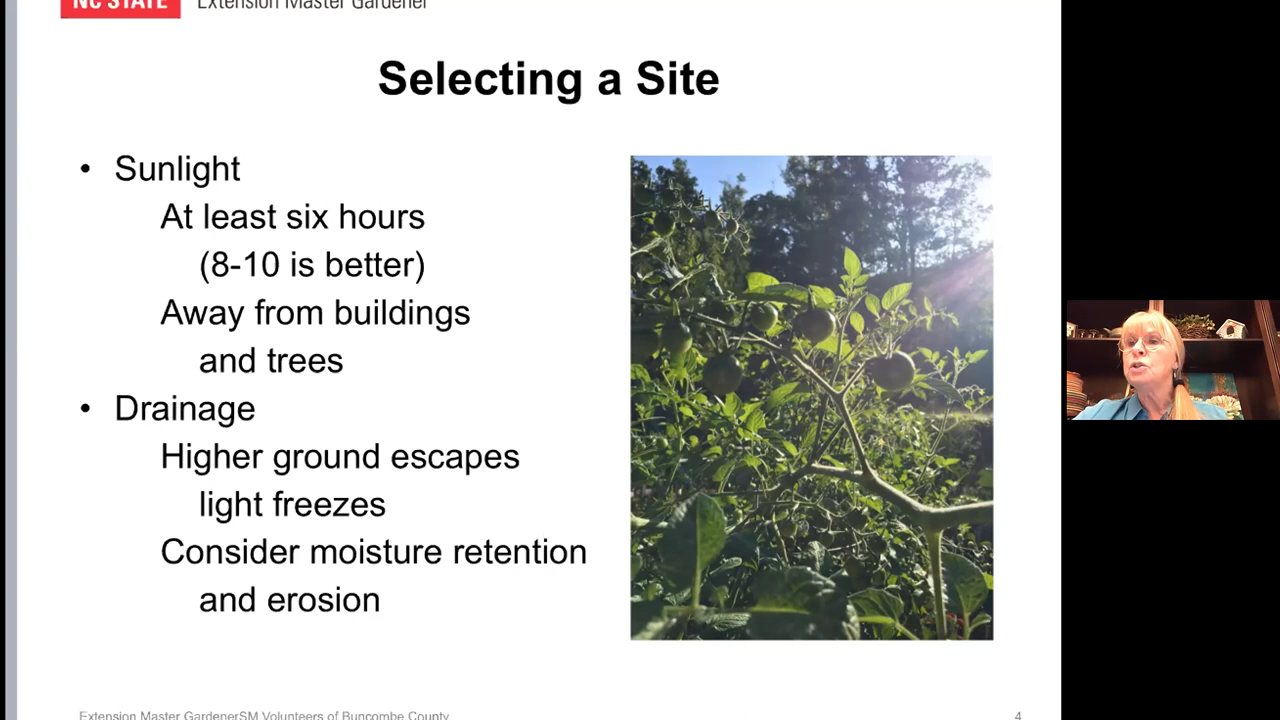 NC STATE Extension Master Gardener
Selecting a Site
• Sunlight
At least six hours
(8-10 is better)
Away from buildings
and trees
• Drainage
Higher ground escapes
light freezes
Consider moisture retention
and erosion
Extension Master GardenerSM Volunteers of Buncombe County 4